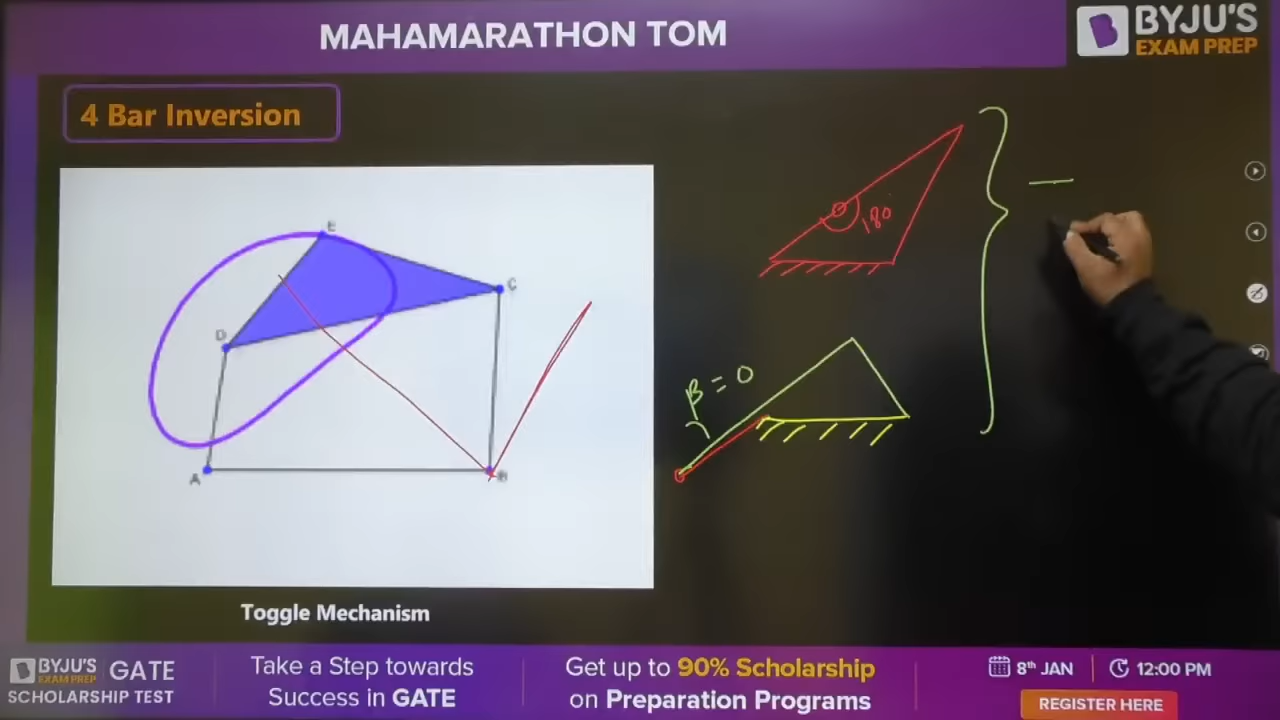 MAHAMARATHON TOM
BYJU'S
EXAM PREP
4 Bar Inversion
E
C
D
A
B
180
β = 0
Toggle Mechanism
BYJU'S
EXAM PREP
GATE
SCHOLARSHIP TEST
Take a Step towards
Success in GATE
Get up to 90% Scholarship
on Preparation Programs
8th JAN
12:00 PM
REGISTER HERE